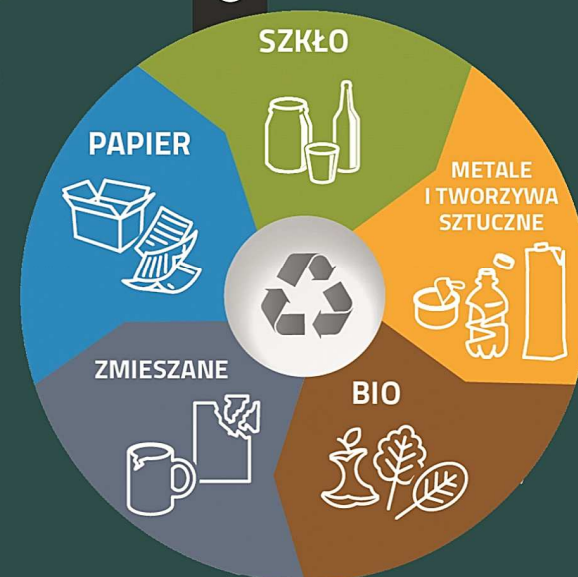 SZKŁO
PAPIER
METALE
I TWORZYWA
SZTUCZNE
ZMIESZANE
BIO